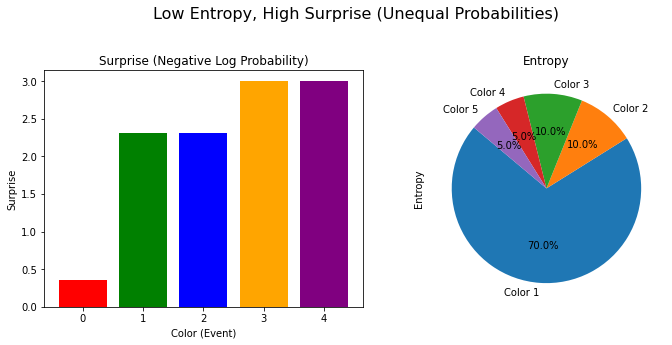 Low Entropy, High Surprise (Unequal Probabilities)
Surprise (Negative Log Probability)
3.0
2.5
2.0
1.5
1.0
0.5
0.0
Surprise
0
1
2
3
4
Color (Event)
Entropy
Entropy
Color 1
Color 2
Color 3
Color 4
Color 5
70.0%
10.0%
10.0%
5.0%
5.0%